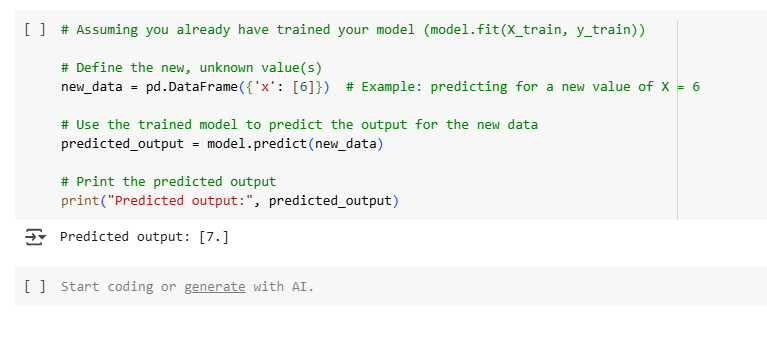 [ ] # Assuming you already have trained your model (model.fit(X_train, y_train))
# Define the new, unknown value(s)
new_data = pd.DataFrame({'x': [6]})  # Example: predicting for a new value of X = 6
# Use the trained model to predict the output for the new data
predicted_output = model.predict(new_data)
# Print the predicted output
print("Predicted output:", predicted_output)
Predicted output: [7.]
[ ] Start coding or generate with AI.